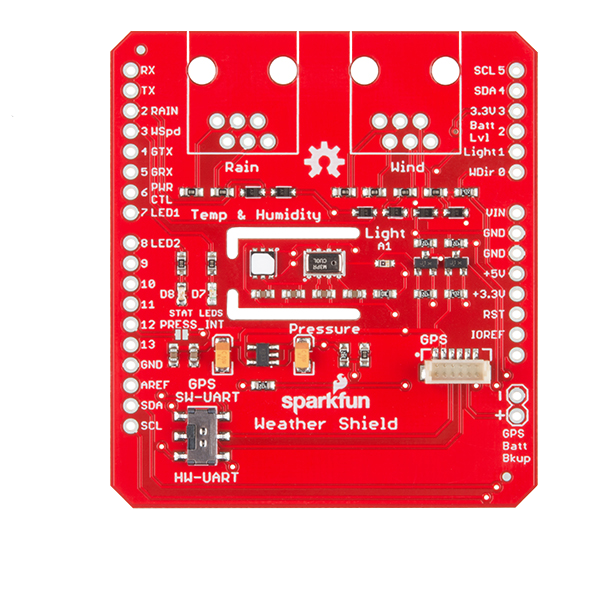 RX
TX
2 RAIN
3 WSpd
4 GTX
5 GRX
6 PWR
CTL
7 LED1
8 LED2
9
10
11
12
13
GND
AREF
SDA
SCL
Rain
Wind
SCL 5
SDA 4
3.3V 3
Batt 2
Lvl
Light 1
WDir 0
VIN
GND
GND
+5V
+3.3V
RST
IOREF
Temp & Humidity
Light
A1
D8 D7
STAT LEDS
PRESS_INT
Pressure
GPS
GPS
SW-UART
HW-UART
sparkfun
Weather Shield
-
+
GPS
Batt
Bkup